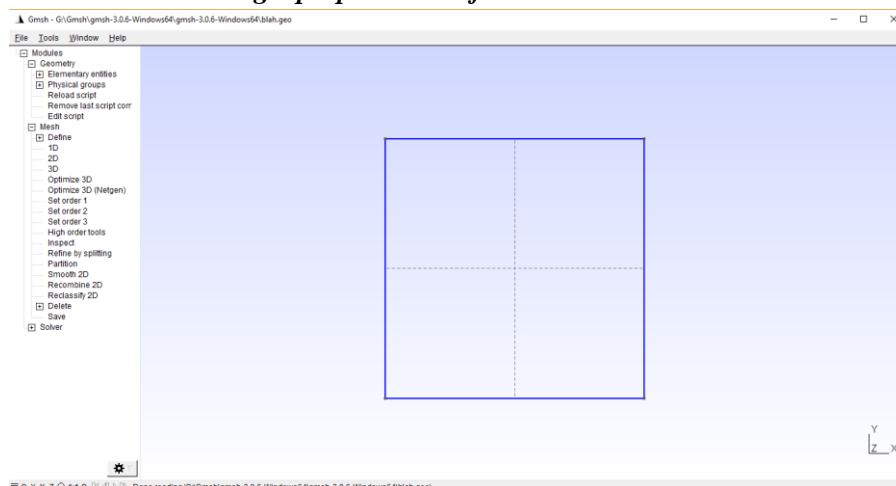 Gmsh - G:\Gmsh\gmsh-3.0.6-Windows64\gmsh-3.0.6-Windows64\blah.geo
File Tools Window Help
Modules
Geometry
Elementary entities
Physical groups
Reload script
Remove last script com
Edit script
Mesh
Define
1D
2D
3D
Optimize 3D
Optimize 3D (Netgen)
Set order 1
Set order 2
Set order 3
High order tools
Inspect
Refine by splitting
Partition
Smooth 2D
Recombine 2D
Reclassify 2D
Delete
Save
Solver
Y
Z X